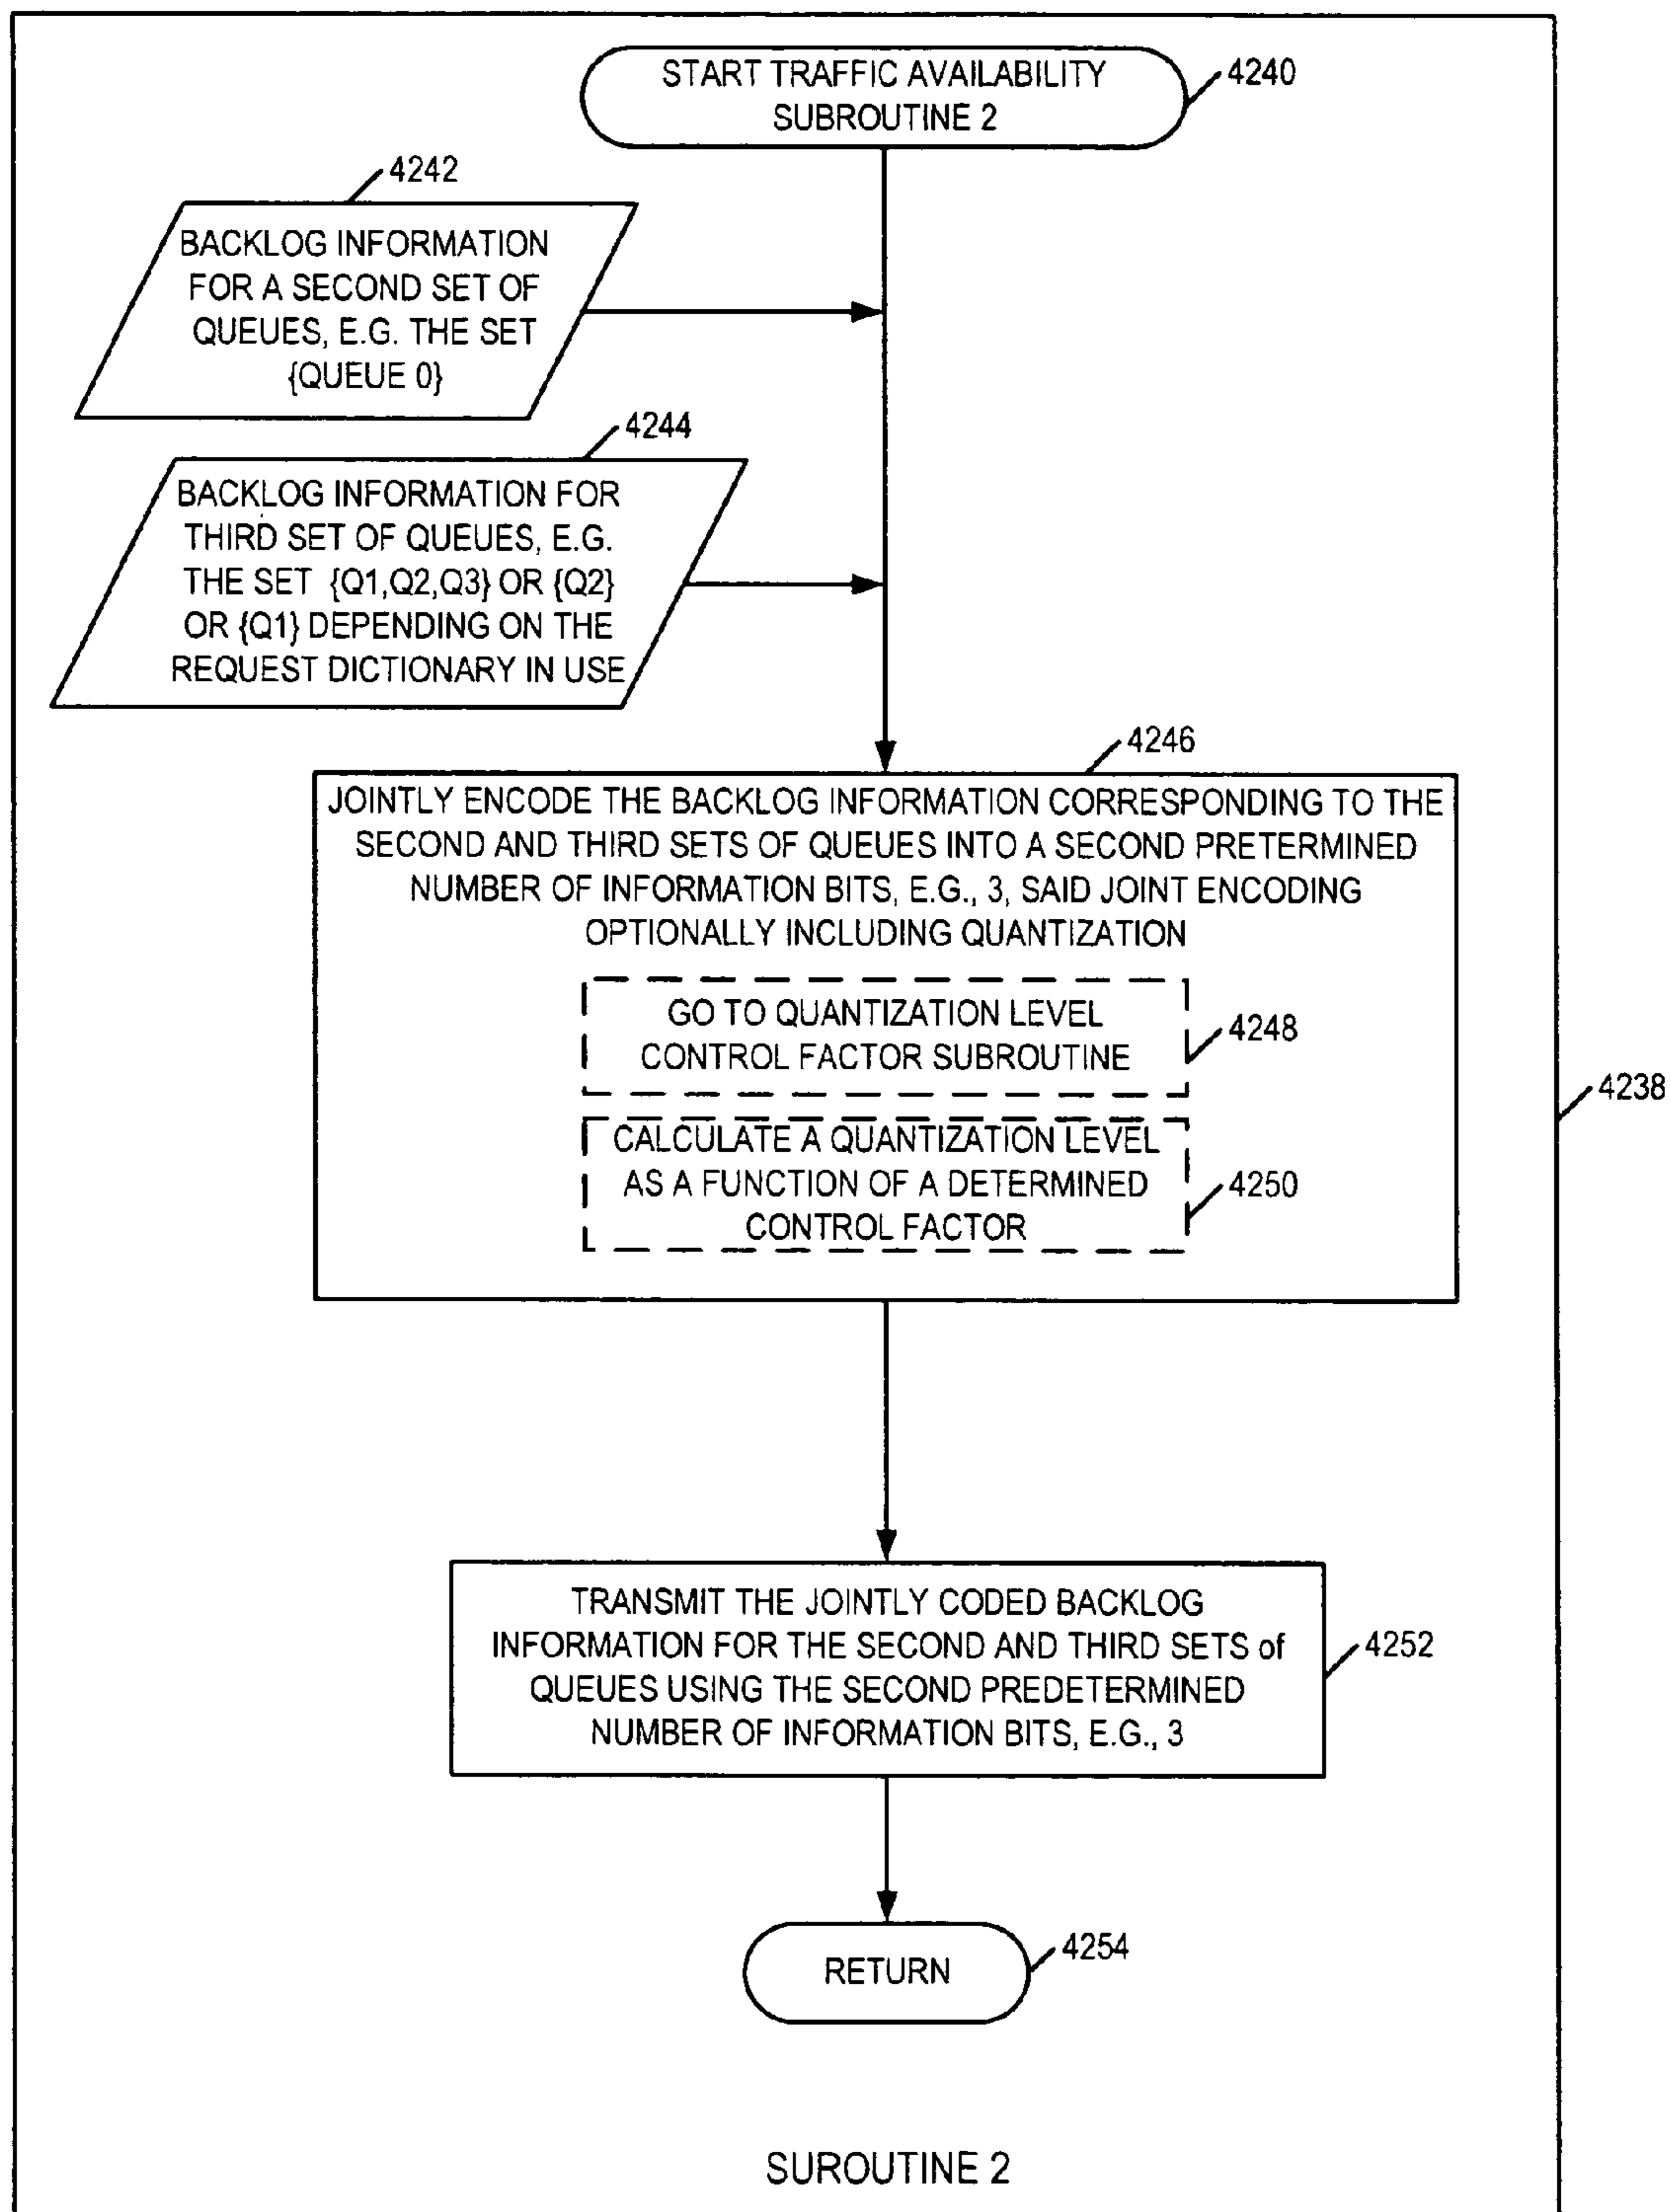 START TRAFFIC AVAILABILITY
SUBROUTINE 2
4240
4242
BACKLOG INFORMATION
FOR A SECOND SET OF
QUEUES, E.G. THE SET
{QUEUE 0}
4244
BACKLOG INFORMATION FOR
THIRD SET OF QUEUES, E.G.
THE SET {Q1,Q2,Q3} OR {Q2}
OR {Q1} DEPENDING ON THE
REQUEST DICTIONARY IN USE
4246
JOINTLY ENCODE THE BACKLOG INFORMATION CORRESPONDING TO THE
SECOND AND THIRD SETS OF QUEUES INTO A SECOND PRETERMINED
NUMBER OF INFORMATION BITS, E.G., 3, SAID JOINT ENCODING
OPTIONALLY INCLUDING QUANTIZATION
GO TO QUANTIZATION LEVEL
CONTROL FACTOR SUBROUTINE
4248
4238
CALCULATE A QUANTIZATION LEVEL
AS A FUNCTION OF A DETERMINED
CONTROL FACTOR
4250
TRANSMIT THE JOINTLY CODED BACKLOG
INFORMATION FOR THE SECOND AND THIRD SETS of
QUEUES USING THE SECOND PREDETERMINED
NUMBER OF INFORMATION BITS, E.G., 3
4252
RETURN
4254
SUROUTINE 2